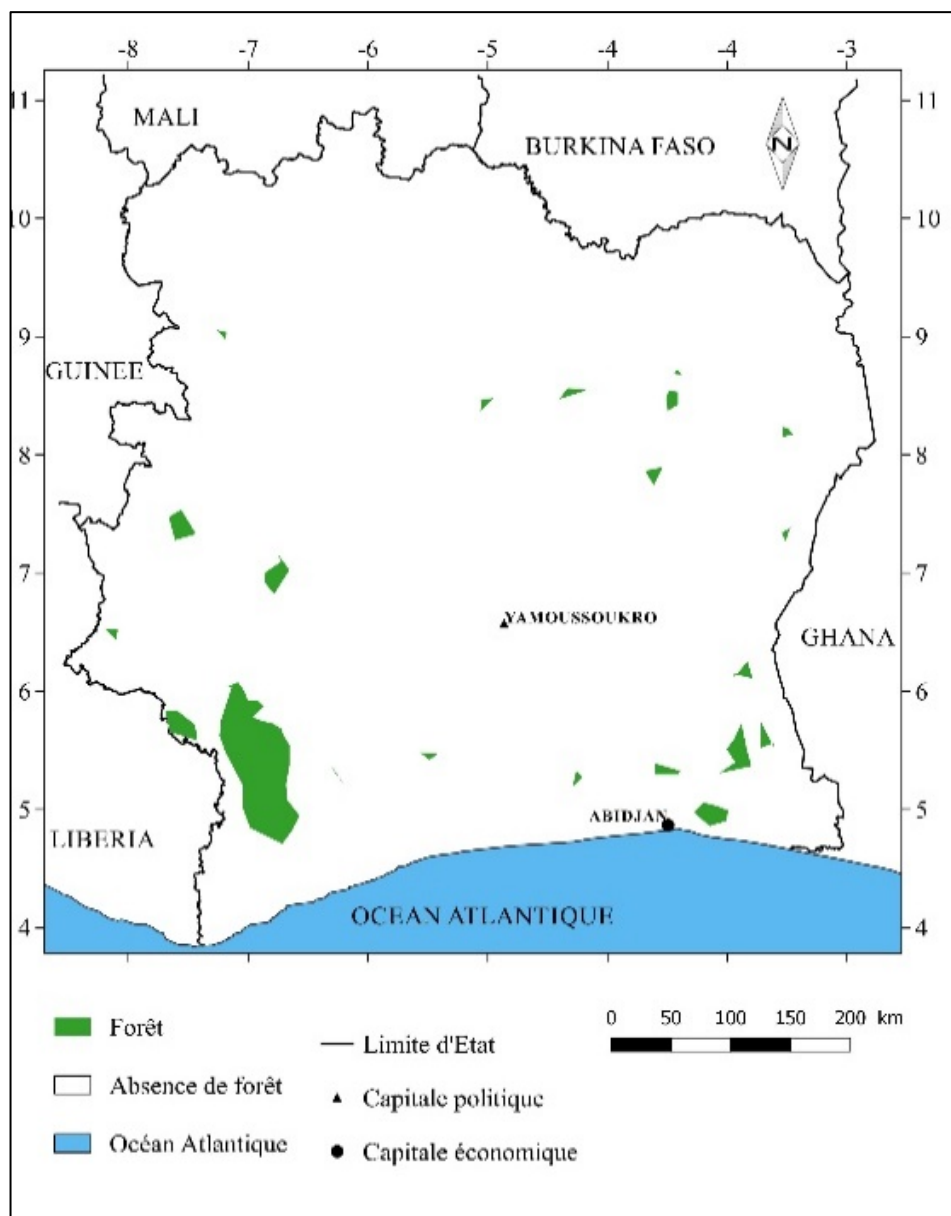 -8 -7 -6 -5 -4 -4 -3
11 11
MALI
BURKINA FASO
N
10 10
9 9
GUINEE
8 8
7 7
YAMOUSSOUKRO
GHANA
6 6
5 5
ABIDJAN
LIBERIA
OCEAN ATLANTIQUE
4 4
Forêt
Absence de forêt
Océan Atlantique
Limite d'Etat
Capitale politique
Capitale économique
0 50 100 150 200 km